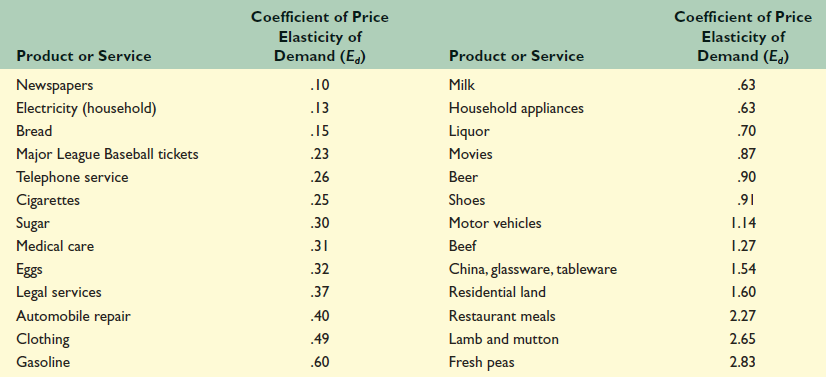 Product or Service
Coefficient of Price
Elasticity of
Demand (Ed)
Newspapers .10
Electricity (household) .13
Bread .15
Major League Baseball tickets .23
Telephone service .26
Cigarettes .25
Sugar .30
Medical care .31
Eggs .32
Legal services .37
Automobile repair .40
Clothing .49
Gasoline .60
Product or Service
Coefficient of Price
Elasticity of
Demand (Ed)
Milk .63
Household appliances .63
Liquor .70
Movies .87
Beer .90
Shoes .91
Motor vehicles 1.14
Beef 1.27
China, glassware, tableware 1.54
Residential land 1.60
Restaurant meals 2.27
Lamb and mutton 2.65
Fresh peas 2.83